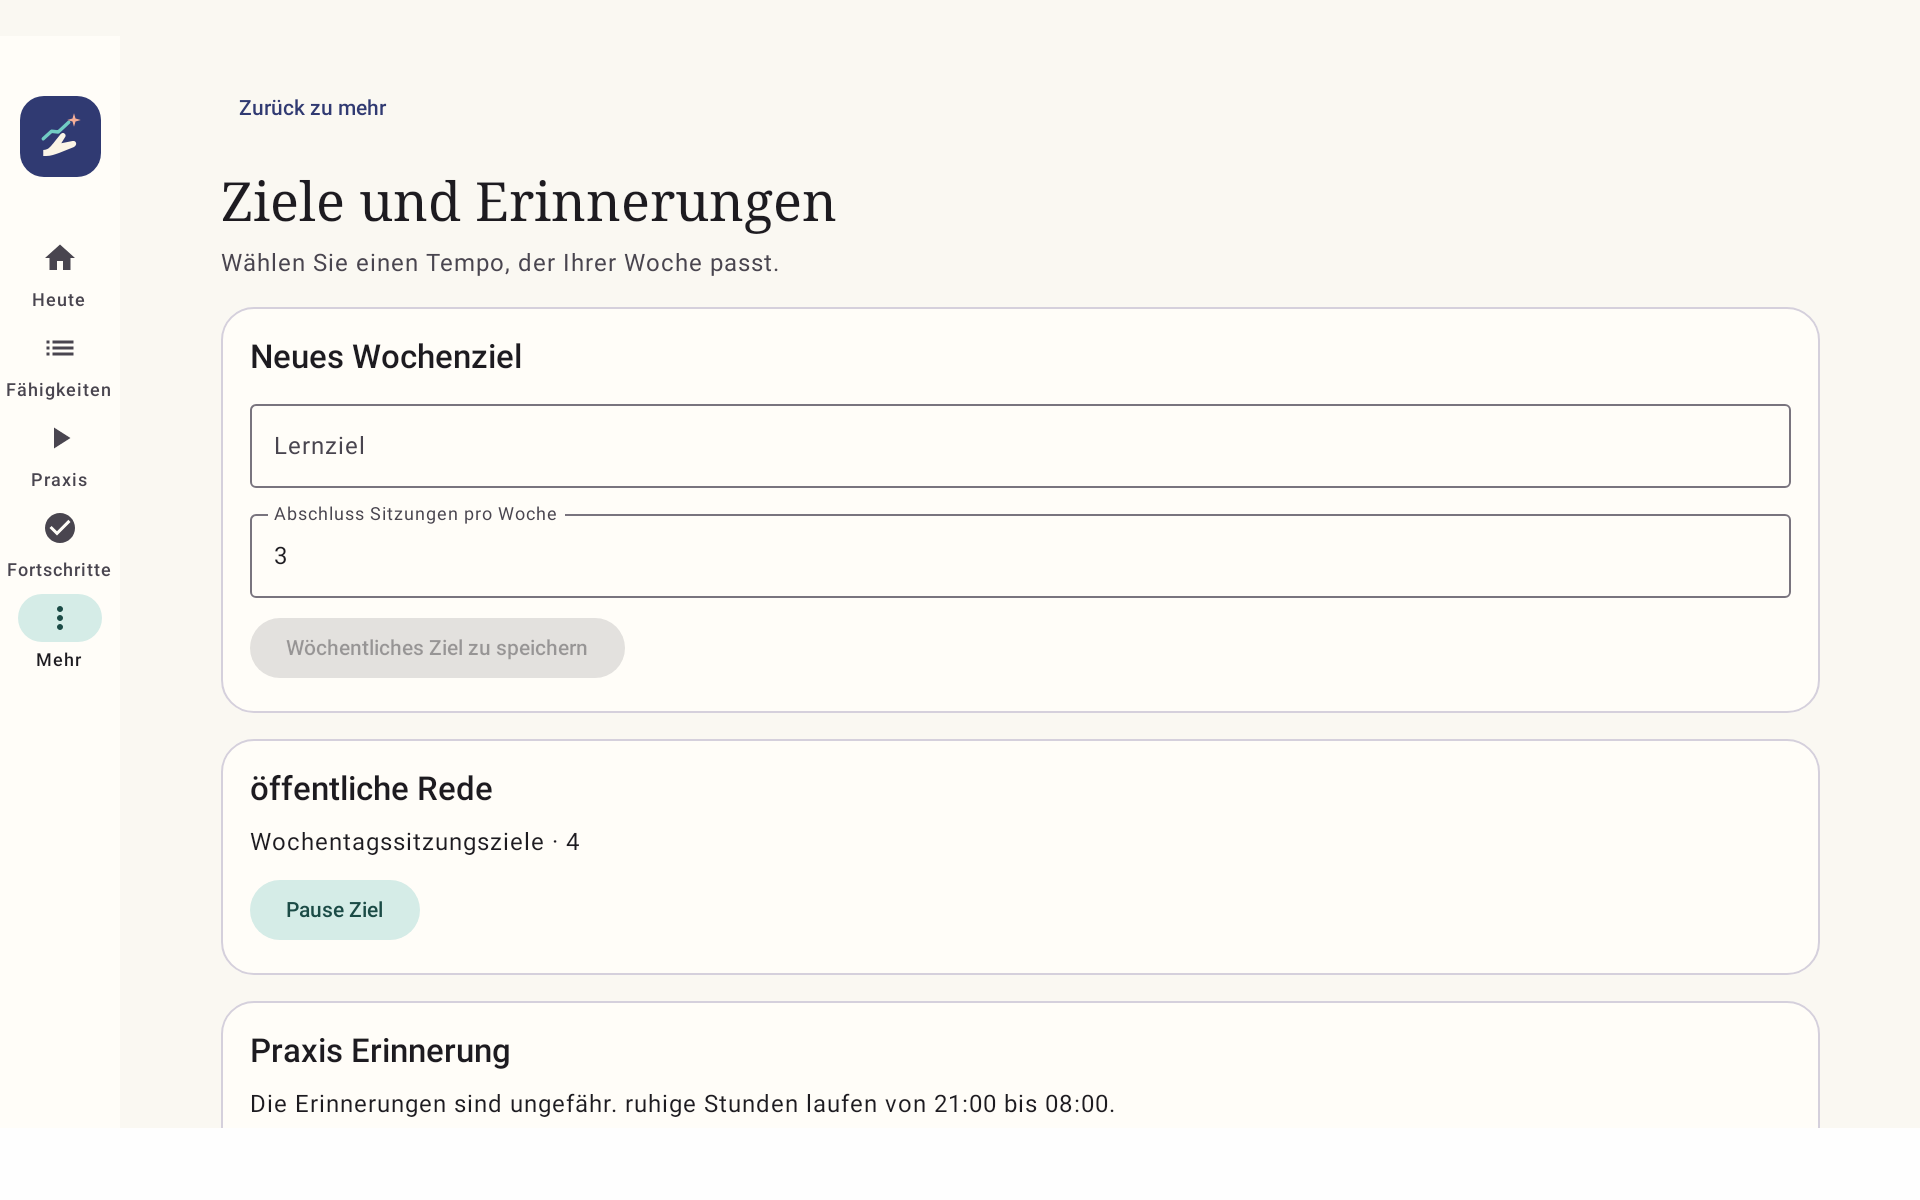 Zurück zu mehr
Ziele und Erinnerungen
Wählen Sie einen Tempo, der Ihrer Woche passt.
Heute
Fähigkeiten
Praxis
Fortschritte
Mehr
Neues Wochenziel
Lernziel
Abschluss Sitzungen pro Woche
3
Wöchentliches Ziel zu speichern
öffentliche Rede
Wochentagssitzungsziele · 4
Pause Ziel
Praxis Erinnerung
Die Erinnerungen sind ungefähr. ruhige Stunden laufen von 21:00 bis 08:00.